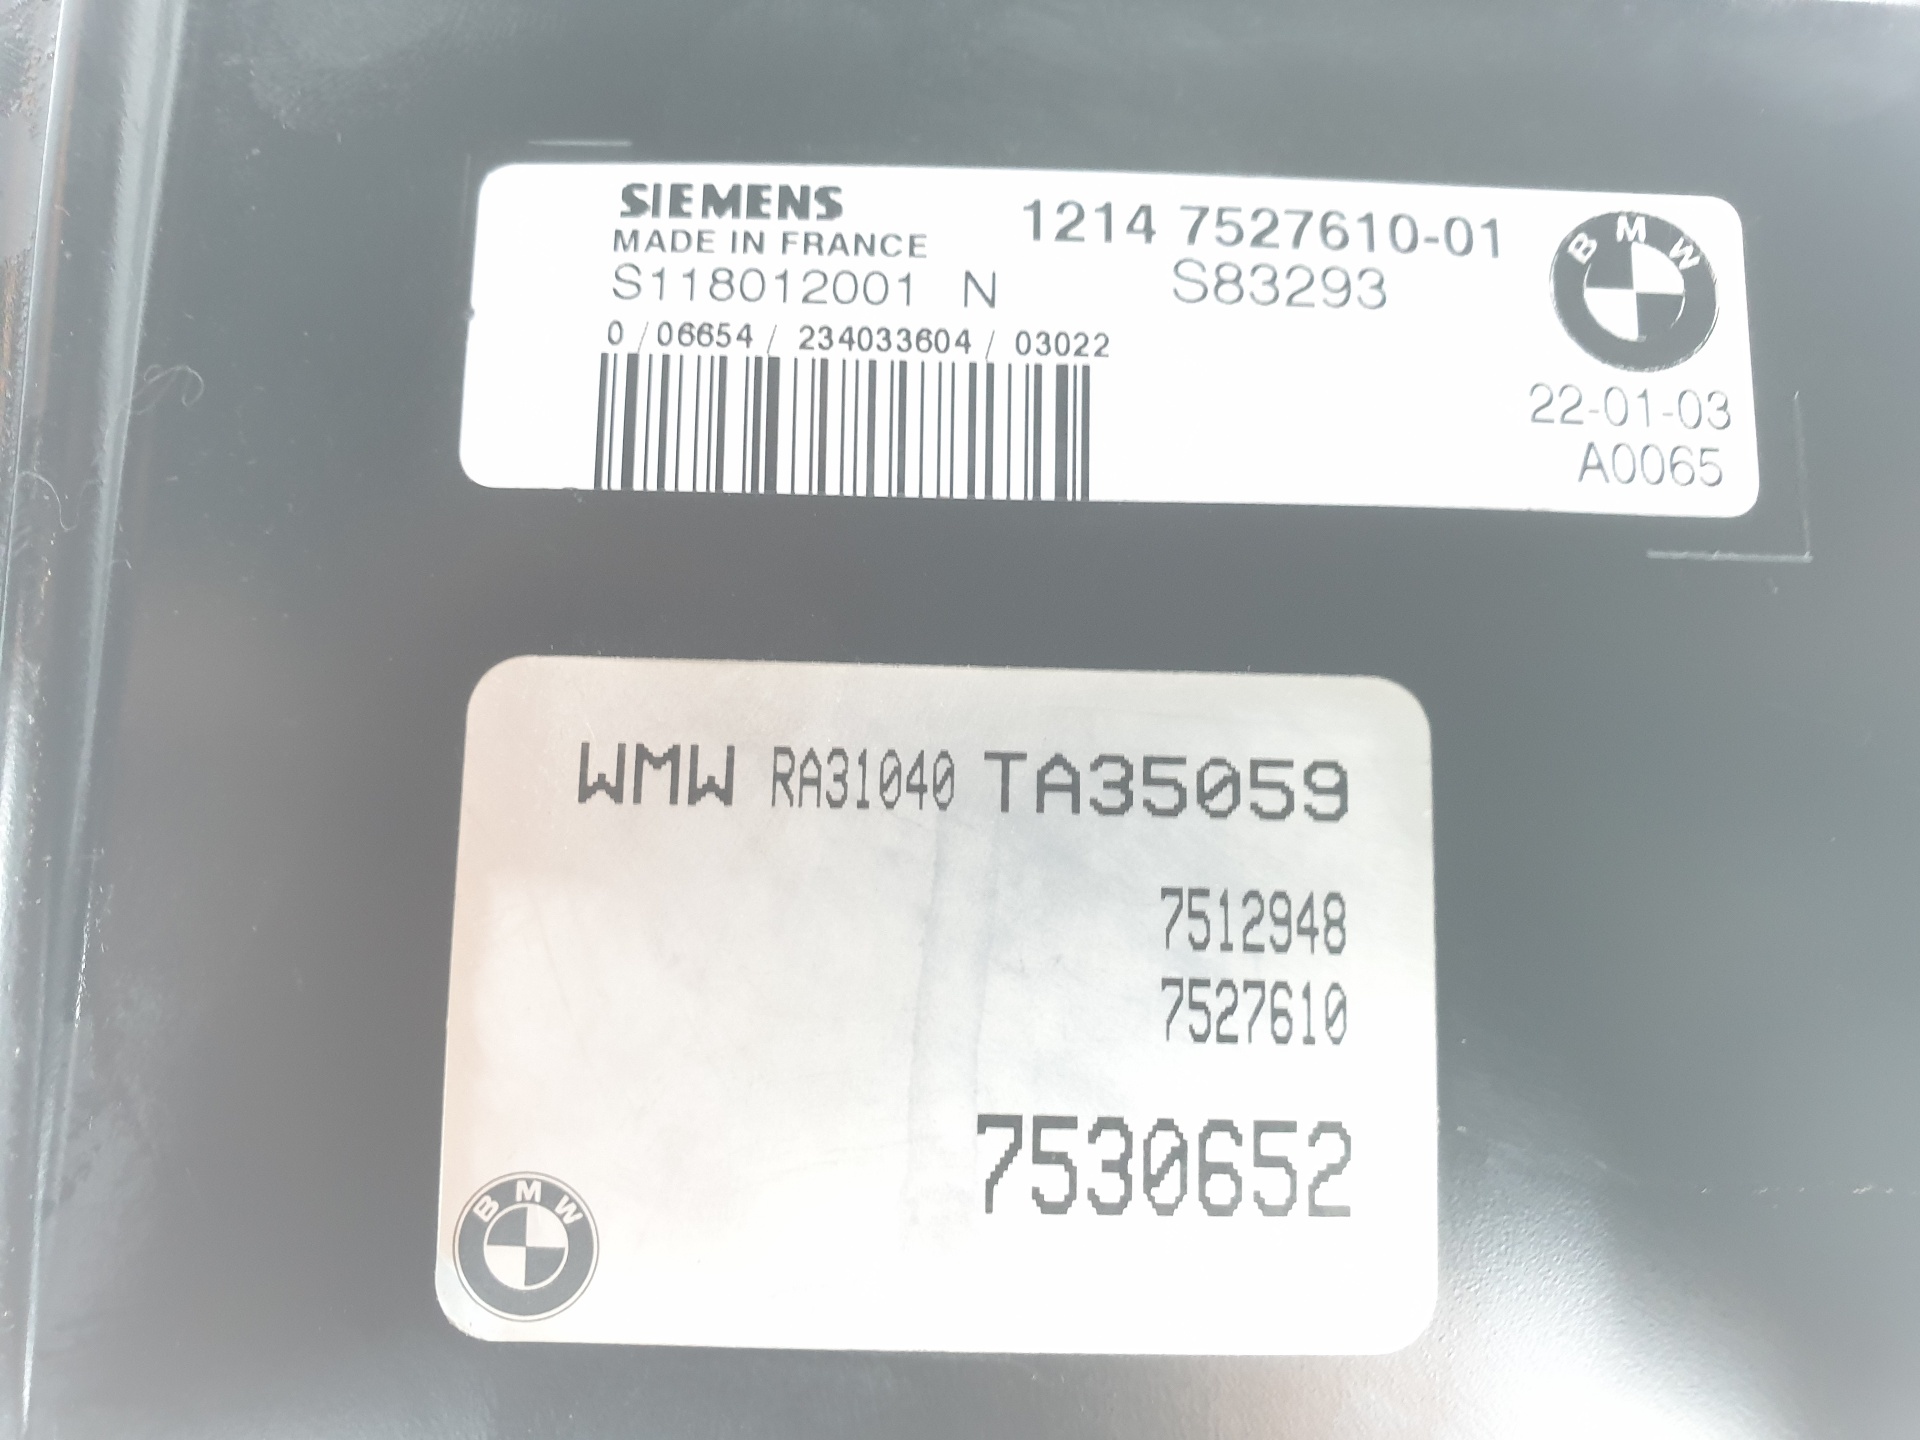 SIEMENS
MADE IN FRANCE
1214 7527610-01
S118012001 N
S83293
0 / 06654 / 234033604 / 03022
BMW
22-01-03
A0065
WMW RA31040 TA35059
7512948
7527610
7530652
BMW